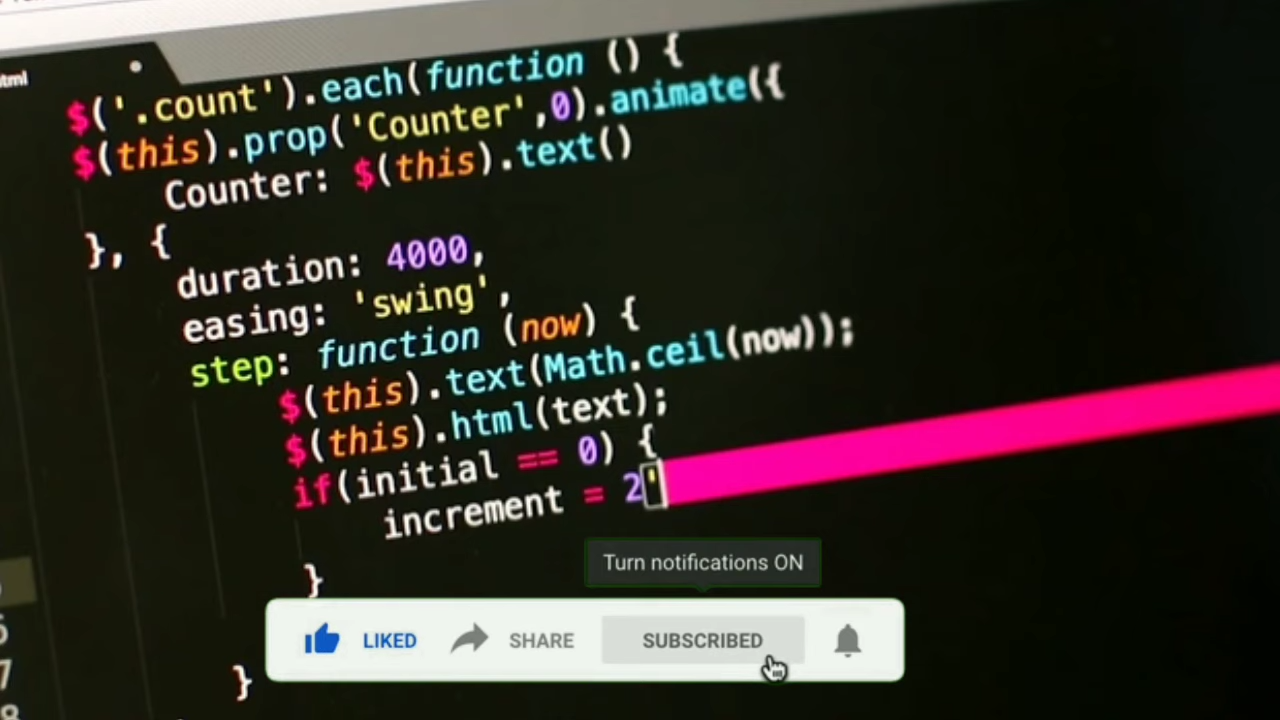 $('.count').each(function () {
$(this).prop('Counter',0).animate({
Counter: $(this).text()
}, {
duration: 4000,
easing: 'swing',
step: function (now) {
$(this).text(Math.ceil(now));
$(this).html(text);
if(initial == 0) {
increment = 2'
}
Turn notifications ON
LIKED SHARE SUBSCRIBED
}